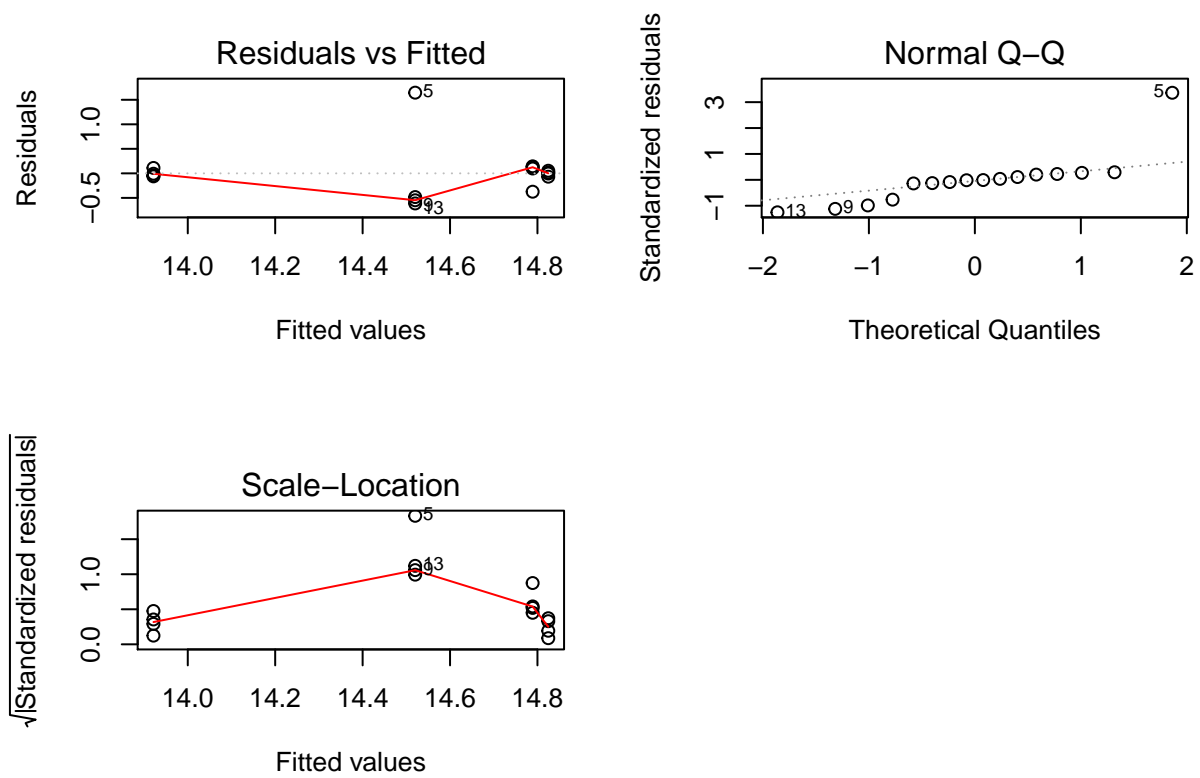 Residuals vs Fitted
Residuals
1.0
−0.5
5
9
13
14.0 14.2 14.4 14.6 14.8
Fitted values
Normal Q−Q
Standardized residuals
3
1
−1
5
13
9
−2 −1 0 1 2
Theoretical Quantiles
Scale−Location
√|Standardized residuals|
1.0
0.0
5
13
9
14.0 14.2 14.4 14.6 14.8
Fitted values